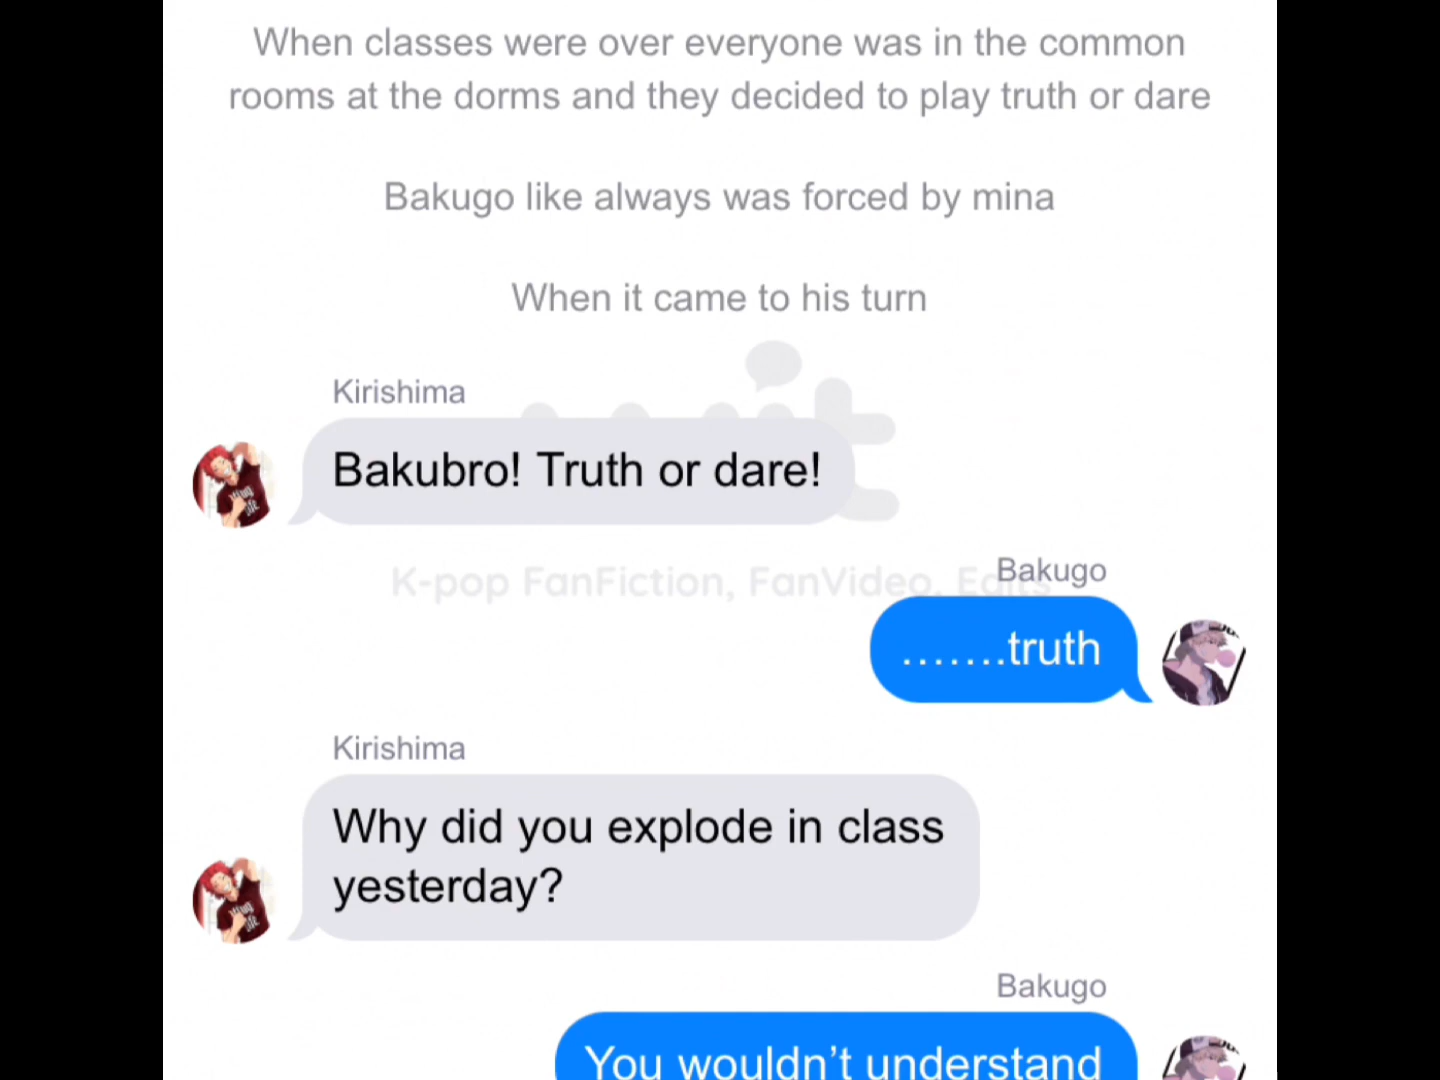 When classes were over everyone was in the common
rooms at the dorms and they decided to play truth or dare
Bakugo like always was forced by mina
When it came to his turn
Kirishima
Bakubro! Truth or dare!
K-pop FanFiction, FanVideo, Edits
Bakugo
.......truth
Kirishima
Why did you explode in class
yesterday?
Bakugo
You wouldn't understand